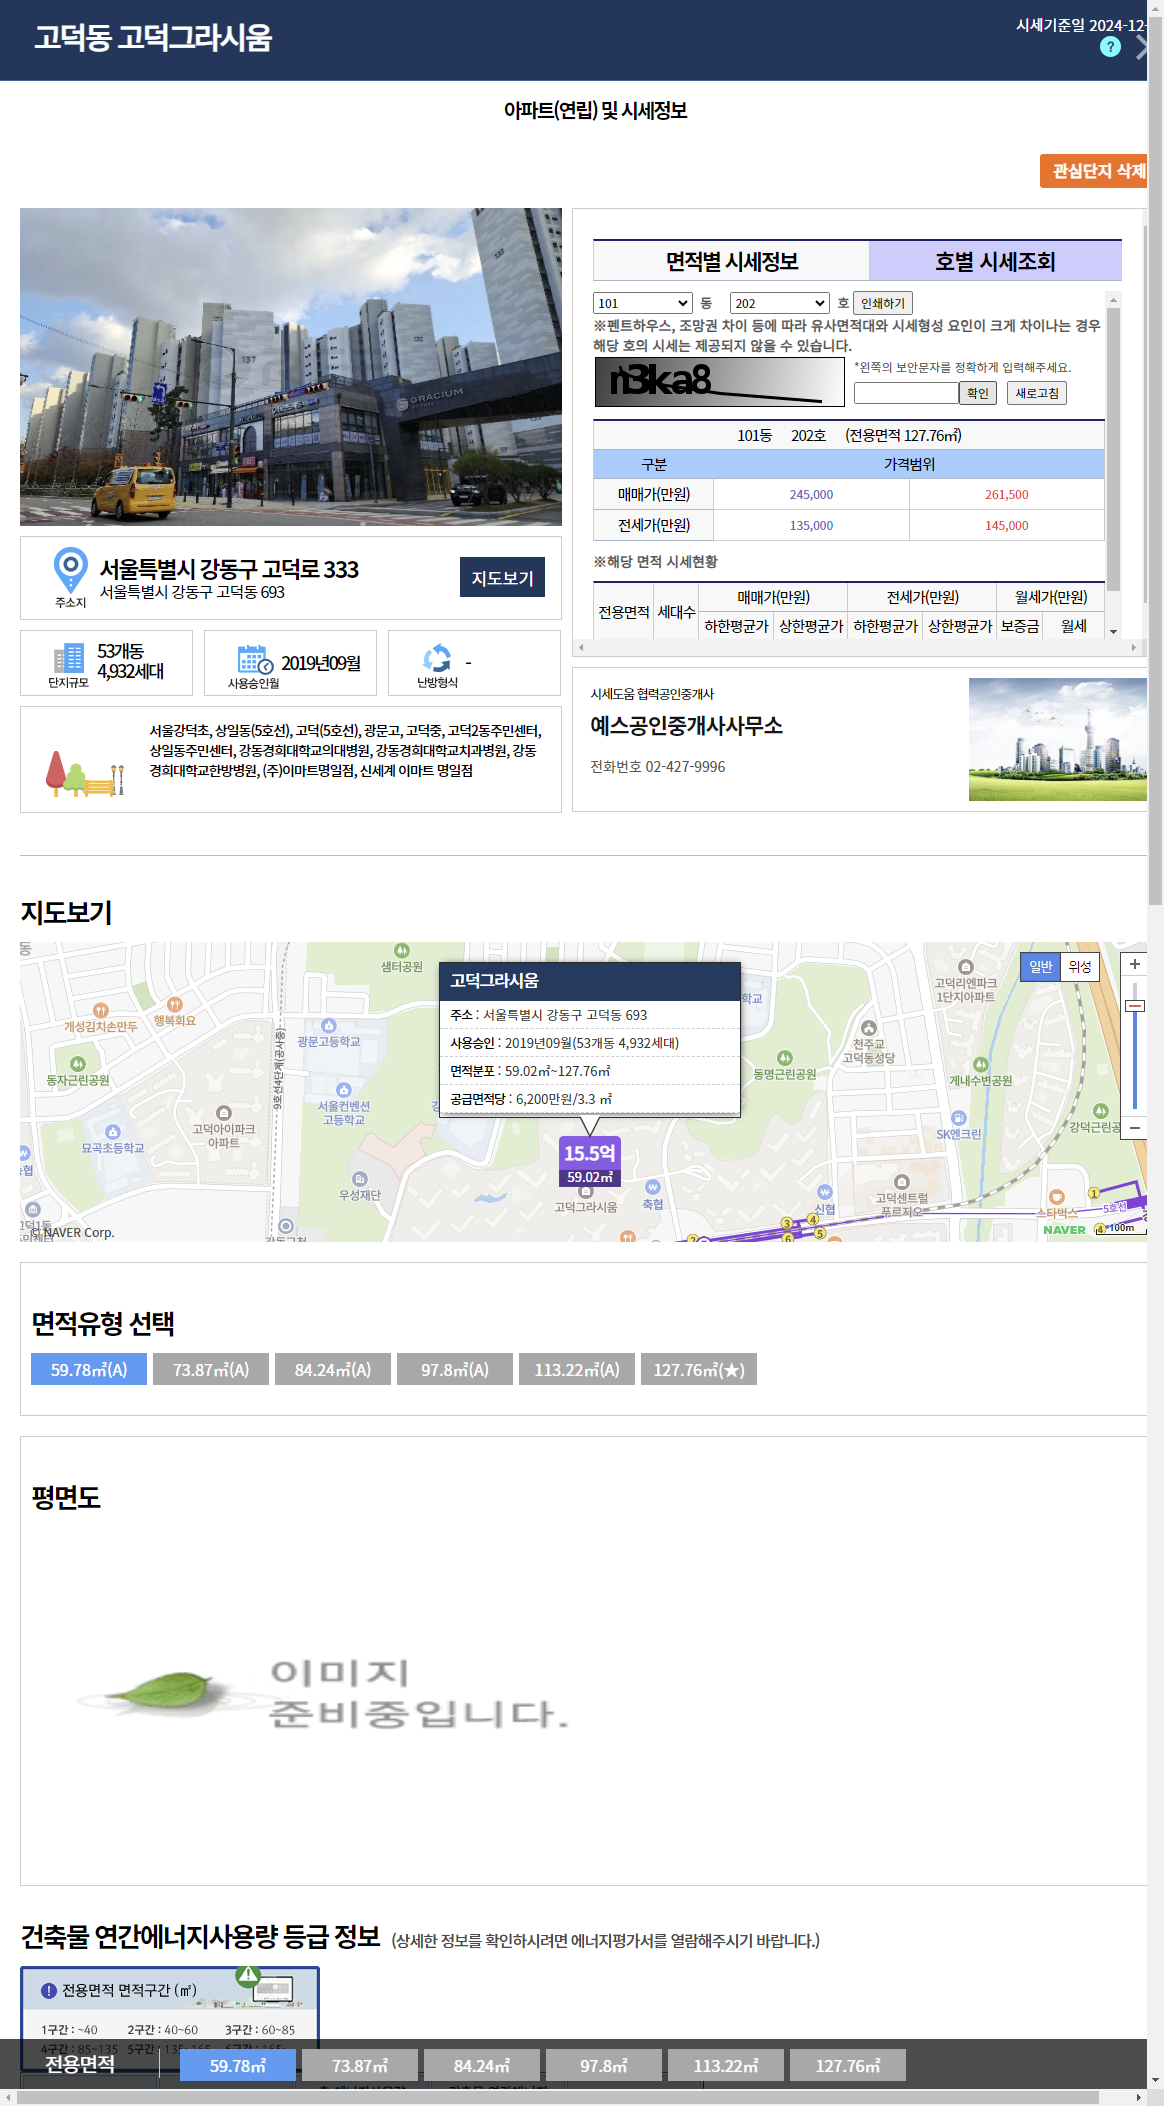 고덕동 고덕그라시움
시세기준일 2024-12-
?
아파트(연립) 및 시세정보
관심단지 삭제
137
GRACIUM
면적별 시세정보 호별 시세조회
101 동 202 호 인쇄하기
※펜트하우스, 조망권 차이 등에 따라 유사면적대와 시세형성 요인이 크게 차이나는 경우
해당 호의 시세는 제공되지 않을 수 있습니다.
*왼쪽의 보안문자를 정확하게 입력해주세요.
n3ka8
확인 새로고침
101동 202호 (전용면적 127.76㎡)
구분 가격범위
매매가(만원) 245,000 261,500
전세가(만원) 135,000 145,000
※해당 면적 시세현황
전용면적 세대수 매매가(만원) 전세가(만원) 월세가(만원)
하한평균가 상한평균가 하한평균가 상한평균가 보증금 월세
주소지
서울특별시 강동구 고덕로 333
서울특별시 강동구 고덕동 693
지도보기
단지규모
53개동
4,932세대
사용승인월
2019년09월
난방형식
-
서울강덕초, 상일동(5호선), 고덕(5호선), 광문고, 고덕중, 고덕2동주민센터,
상일동주민센터, 강동경희대학교의대병원, 강동경희대학교치과병원, 강동
경희대학교한방병원, (주)이마트명일점, 신세계 이마트 명일점
시세도움 협력공인중개사
예스공인중개사사무소
전화번호 02-427-9996
지도보기
동
샘터공원
개성김치손만두
행복회요
광문고등학교
동자근린공원
서울컨벤션
고등학교
고덕아이파크
아파트
묘곡초등학교
우성재단
9호선4단계(공사중)
고덕그라시움
주소 : 서울특별시 강동구 고덕동 693
사용승인 : 2019년09월(53개동 4,932세대)
면적분포 : 59.02㎡~127.76㎡
공급면적당 : 6,200만원/3.3 ㎡
15.5억
59.02㎡
고덕그라시움
축협
학교
동명근린공원
천주교
고덕동성당
고덕리엔파크
1단지아파트
게내수변공원
SK엔크린
강덕근린공
고덕센트럴
푸르지오
신협
스타벅스
5호선
일반 위성
+
−
© NAVER Corp.
NAVER
100m
1
2
3
4
5
6
4
면적유형 선택
59.78㎡(A) 73.87㎡(A) 84.24㎡(A) 97.8㎡(A) 113.22㎡(A) 127.76㎡(★)
평면도
이미지
준비중입니다.
건축물 연간에너지사용량 등급 정보 (상세한 정보를 확인하시려면 에너지평가서를 열람해주시기 바랍니다.)
전용면적 면적구간 (㎡)
1구간 : ~40 2구간 : 40~60 3구간 : 60~85
4구간 : 85~135 5구간 : 135~165
전용면적 59.78㎡ 73.87㎡ 84.24㎡ 97.8㎡ 113.22㎡ 127.76㎡